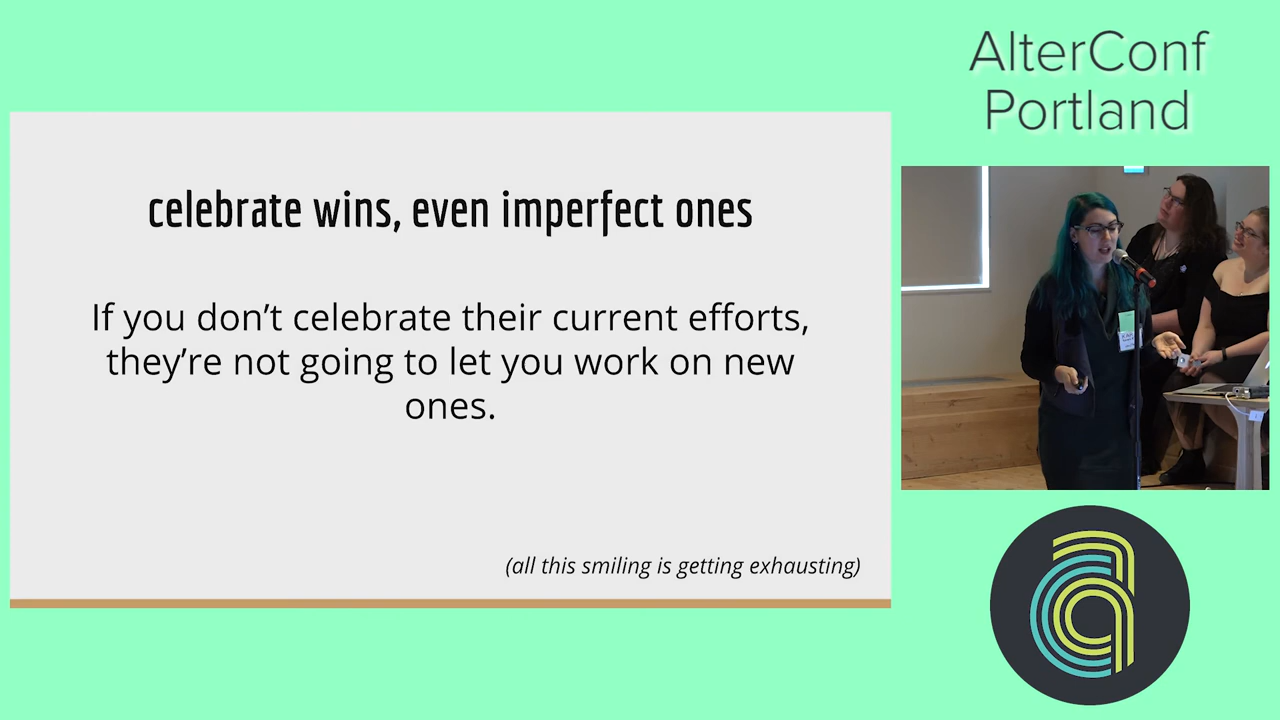 AlterConf
Portland
celebrate wins, even imperfect ones
If you don’t celebrate their current efforts,
they’re not going to let you work on new
ones.
(all this smiling is getting exhausting)